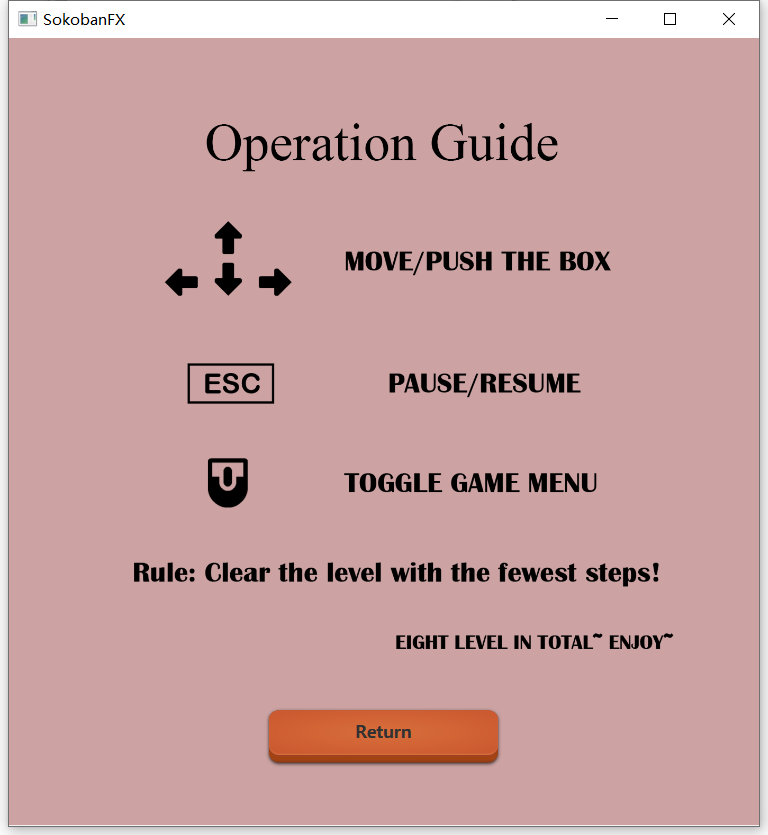 SokobanFX
Operation Guide
MOVE/PUSH THE BOX
ESC
PAUSE/RESUME
TOGGLE GAME MENU
Rule: Clear the level with the fewest steps!
EIGHT LEVEL IN TOTAL~ ENJOY~
Return